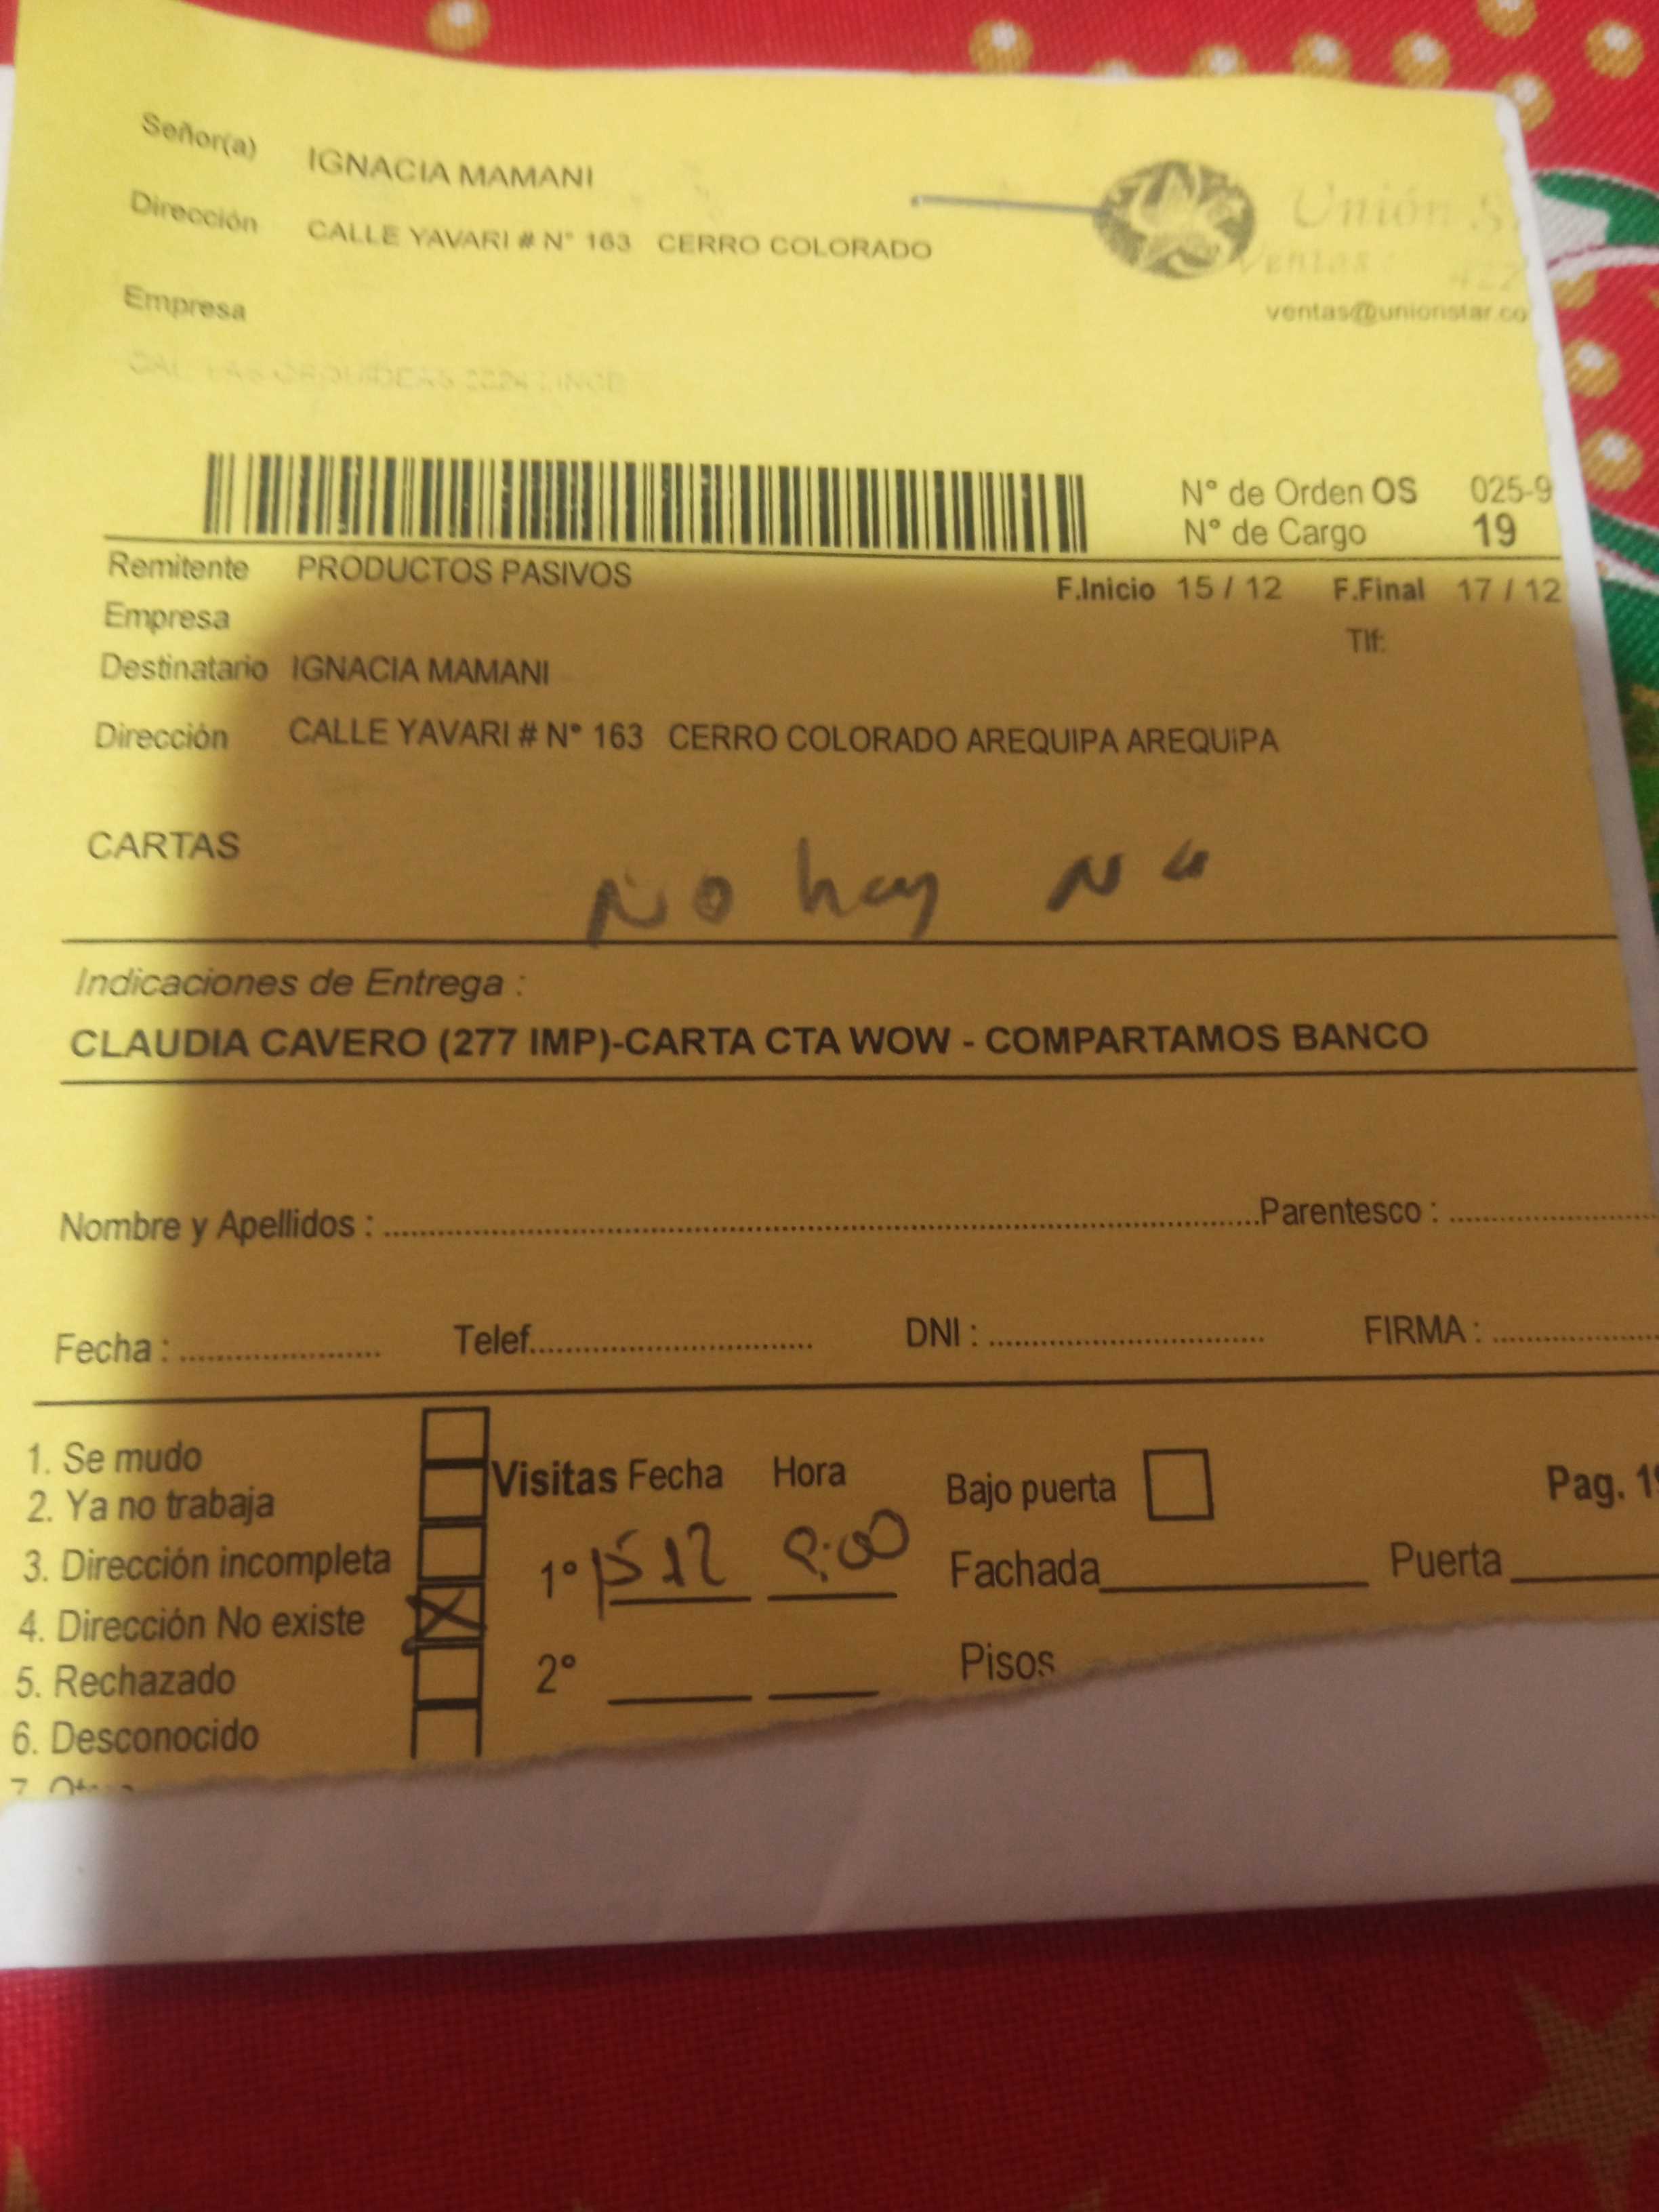 Señor(a) IGNACIA MAMANI
Dirección CALLE YAVARI # N° 163 CERRO COLORADO
Unión S
Ventas: 422
ventas@unionstar.co
Empresa
N° de Orden OS 025-9
N° de Cargo 19
Remitente PRODUCTOS PASIVOS
F.Inicio 15 / 12 F.Final 17 / 12
Empresa
Tlf:
Destinatario IGNACIA MAMANI
Dirección CALLE YAVARI # N° 163 CERRO COLORADO AREQUIPA AREQUIPA
CARTAS
No hay N°
Indicaciones de Entrega :
CLAUDIA CAVERO (277 IMP)-CARTA CTA WOW - COMPARTAMOS BANCO
Nombre y Apellidos : Parentesco :
Fecha : Telef. DNI : FIRMA :
1. Se mudo
2. Ya no trabaja
3. Dirección incompleta
4. Dirección No existe X
5. Rechazado
6. Desconocido
Visitas Fecha Hora
1° 15 12 9:00
2°
Bajo puerta
Pag. 19
Fachada Puerta
Pisos